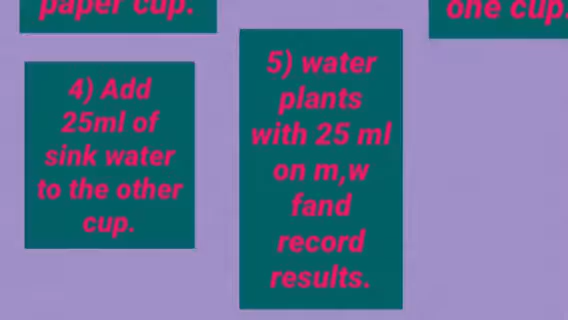 paper cup.
one cup.
4) Add
25ml of
sink water
to the other
cup.
5) water
plants
with 25 ml
on m,w
fand
record
results.